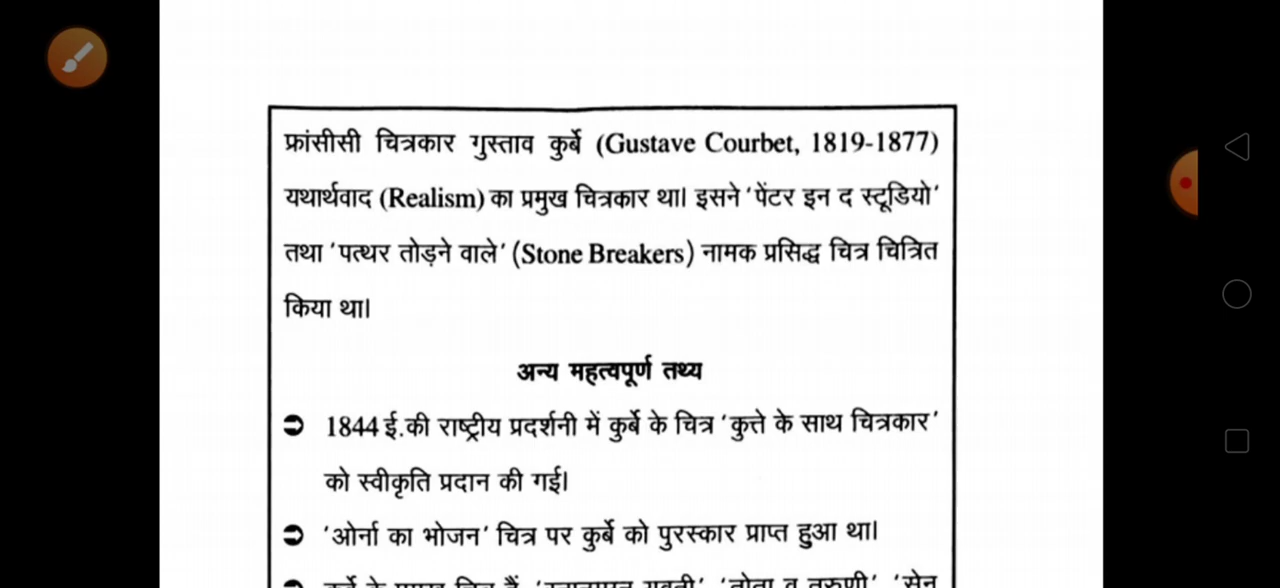 फ्रांसीसी चित्रकार गुस्ताव कुर्बे (Gustave Courbet, 1819-1877)
यथार्थवाद (Realism) का प्रमुख चित्रकार था। इसने 'पेंटर इन द स्टूडियो'
तथा 'पत्थर तोड़ने वाले' (Stone Breakers) नामक प्रसिद्ध चित्र चित्रित
किया था।
अन्य महत्वपूर्ण तथ्य
➲ 1844 ई.की राष्ट्रीय प्रदर्शनी में कुर्बे के चित्र 'कुत्ते के साथ चित्रकार'
को स्वीकृति प्रदान की गई।
➲ 'ओर्ना का भोजन' चित्र पर कुर्बे को पुरस्कार प्राप्त हुआ था।